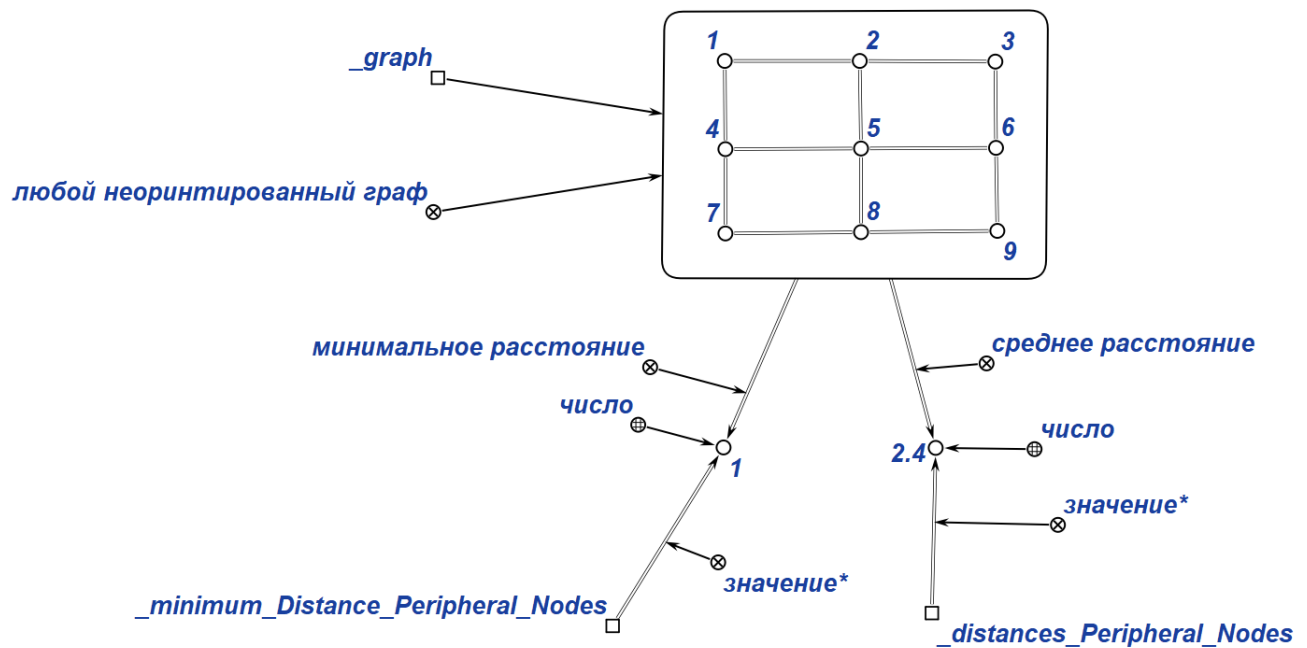 1 2 3
_graph
4 5 6
любой неоринтированный граф
7 8
9
минимальное расстояние
среднее расстояние
число
число
1
2.4
значение*
значение*
_minimum_Distance_Peripheral_Nodes
_distances_Peripheral_Nodes